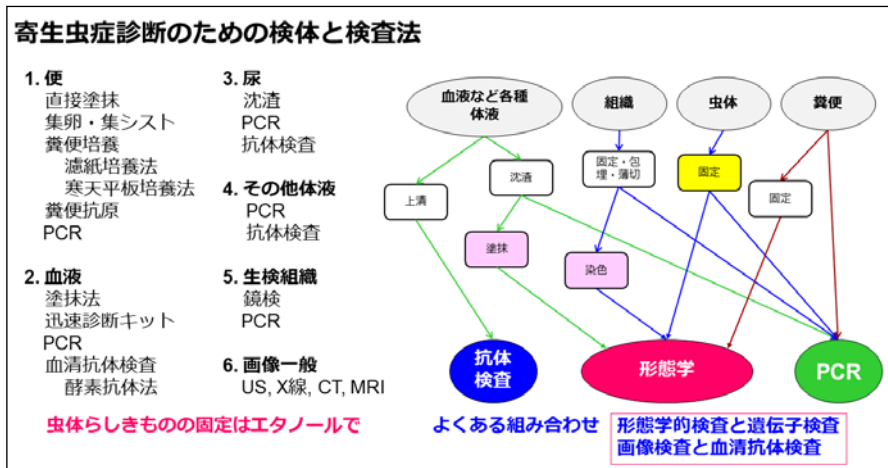 寄生虫症診断のための検体と検査法
1. 便
直接塗抹
集卵・集シスト
糞便培養
濾紙培養法
寒天平板培養法
糞便抗原
PCR
2. 血液
塗抹法
迅速診断キット
PCR
血清抗体検査
酵素抗体法
3. 尿
沈渣
PCR
抗体検査
4. その他体液
PCR
抗体検査
5. 生検組織
鏡検
PCR
6. 画像一般
US, X線, CT, MRI
虫体らしきものの固定はエタノールで
血液など各種
体液
組織
虫体
糞便
上清
沈渣
固定・包
埋・薄切
固定
固定
塗抹
染色
抗体
検査
形態学
PCR
よくある組み合わせ
形態学的検査と遺伝子検査
画像検査と血清抗体検査